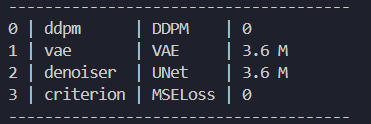 -------------------------------------
0 | ddpm      | DDPM    | 0
1 | vae       | VAE     | 3.6 M
2 | denoiser  | UNet    | 3.6 M
3 | criterion | MSELoss | 0
-------------------------------------